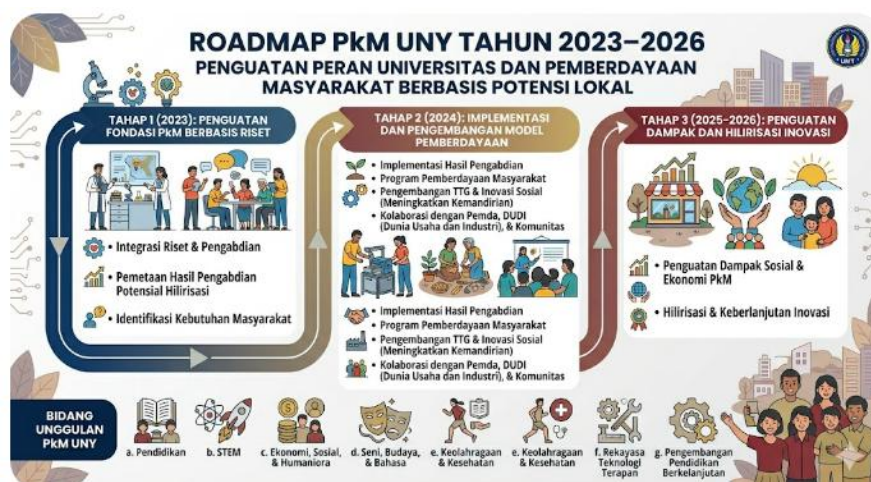 ROADMAP PkM UNY TAHUN 2023–2026
PENGUATAN PERAN UNIVERSITAS DAN PEMBERDAYAAN
MASYARAKAT BERBASIS POTENSI LOKAL
UNY
TAHAP 1 (2023): PENGUATAN
FONDASI PkM BERBASIS RISET
• Integrasi Riset & Pengabdian
• Pemetaan Hasil Pengabdian
Potensial Hilirisasi
• Identifikasi Kebutuhan Masyarakat
TAHAP 2 (2024): IMPLEMENTASI
DAN PENGEMBANGAN MODEL
PEMBERDAYAAN
• Implementasi Hasil Pengabdian
• Program Pemberdayaan Masyarakat
• Pengembangan TTG & Inovasi Sosial
(Meningkatkan Kemandirian)
• Kolaborasi dengan Pemda, DUDI
(Dunia Usaha dan Industri), & Komunitas
• Implementasi Hasil Pengabdian
• Program Pemberdayaan Masyarakat
• Pengembangan TTG & Inovasi Sosial
(Meningkatkan Kemandirian)
• Kolaborasi dengan Pemda, DUDI
(Dunia Usaha dan Industri), & Komunitas
TAHAP 3 (2025-2026): PENGUATAN
DAMPAK DAN HILIRISASI INOVASI
• Penguatan Dampak Sosial &
Ekonomi PkM
• Hilirisasi & Keberlanjutan Inovasi
BIDANG
UNGGULAN
PkM UNY
a. Pendidikan
b. STEM
c. Ekonomi, Sosial,
& Humaniora
d. Seni, Budaya,
& Bahasa
e. Keolahragaan
& Kesehatan
e. Keolahragaan
& Kesehatan
f. Rekayasa
Teknologi
Terapan
g. Pengembangan
Pendidikan
Berkelanjutan